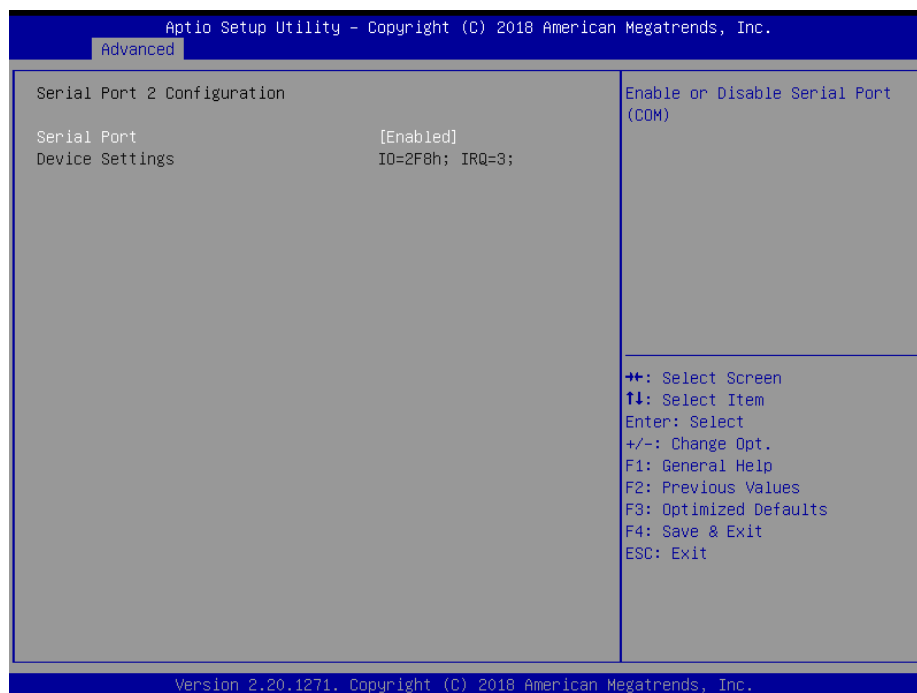 Aptio Setup Utility – Copyright (C) 2018 American Megatrends, Inc.
Advanced
Serial Port 2 Configuration
Serial Port [Enabled]
Device Settings IO=2F8h; IRQ=3;
Enable or Disable Serial Port
(COM)
→←: Select Screen
↑↓: Select Item
Enter: Select
+/-: Change Opt.
F1: General Help
F2: Previous Values
F3: Optimized Defaults
F4: Save & Exit
ESC: Exit
Version 2.20.1271. Copyright (C) 2018 American Megatrends, Inc.